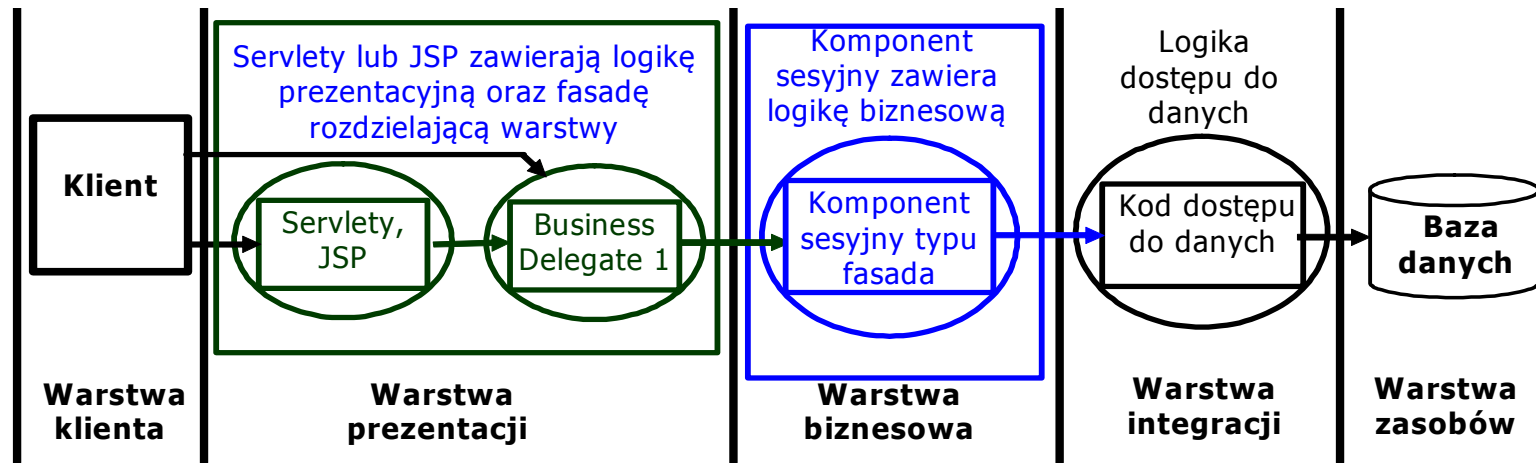 Servlety lub JSP zawierają logikę
prezentacyjną oraz fasadę
rozdzielającą warstwy
Komponent
sesyjny zawiera
logikę biznesową
Logika
dostępu do
danych
Klient
Servlety,
JSP
Business
Delegate 1
Komponent
sesyjny typu
fasada
Kod dostępu
do danych
Baza
danych
Warstwa
klienta
Warstwa
prezentacji
Warstwa
biznesowa
Warstwa
integracji
Warstwa
zasobów